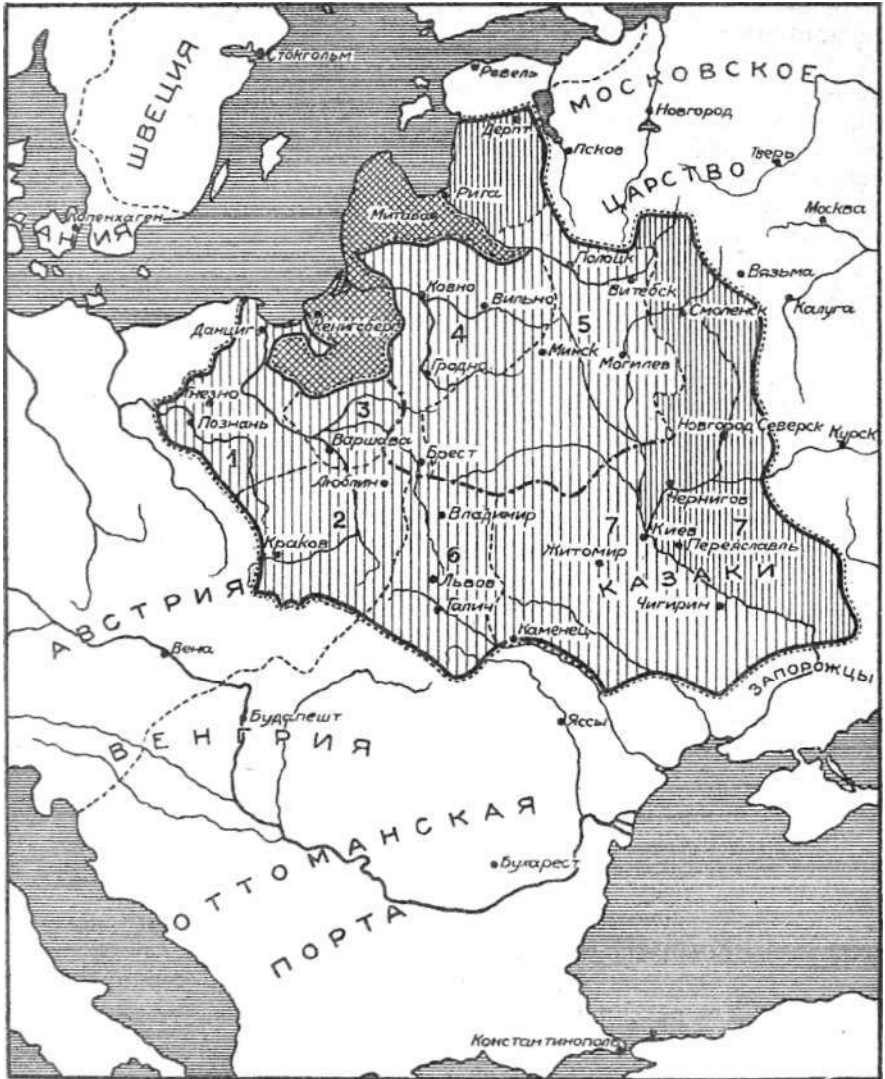 ШВЕЦИЯ
Стокгольм
Ревель
МОСКОВСКОЕ
Новгород
Дерпт
Псков
Тверь
ЦАРСТВО
Рига
Митава
Москва
Копенхаген
АНИЯ
Полоцк
Вязьма
Витебск
Ковно
Вильно
Смоленск
Калуга
Данциг
Кенигсберг
4
5
Минск
Могилев
Гродно
Гнезно
3
Познань
Новгород Северск
Курск
Варшава
1
Брест
Люблин
Чернигов
Владимир
2
7
Киев
7
Краков
Житомир
Переяславль
6
Львов
КАЗАКИ
Галич
Чигирин
АВСТРИЯ
Каменец
Вена
ЗАПОРОЖЦЫ
Будапешт
Яссы
ВЕНГРИЯ
ОТТОМАНСКАЯ
Бухарест
ПОРТА
Константинополь